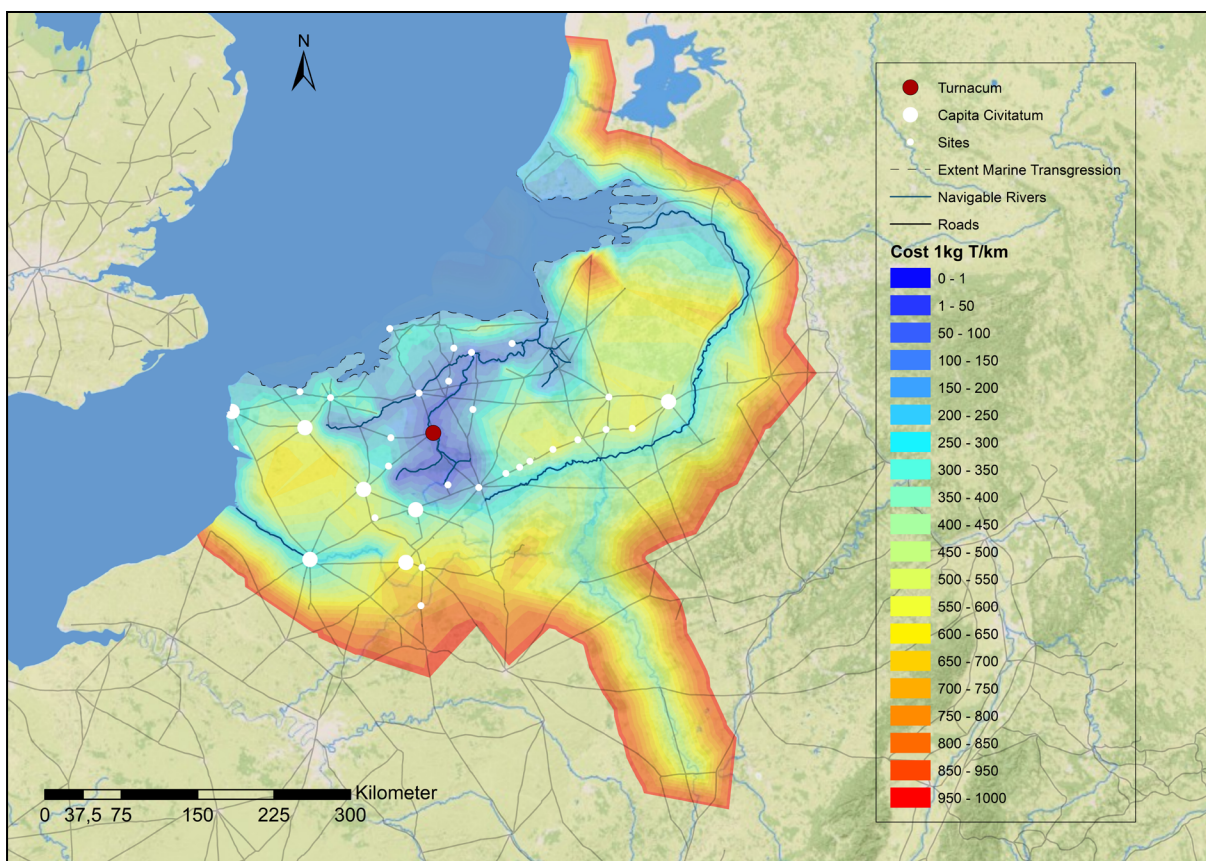 N
Turnacum
Capita Civitatum
Sites
Extent Marine Transgression
Navigable Rivers
Roads
Cost 1kg T/km
0 - 1
1 - 50
50 - 100
100 - 150
150 - 200
200 - 250
250 - 300
300 - 350
350 - 400
400 - 450
450 - 500
500 - 550
550 - 600
600 - 650
650 - 700
700 - 750
750 - 800
800 - 850
850 - 950
950 - 1000
Kilometer
0 37,5 75 150 225 300